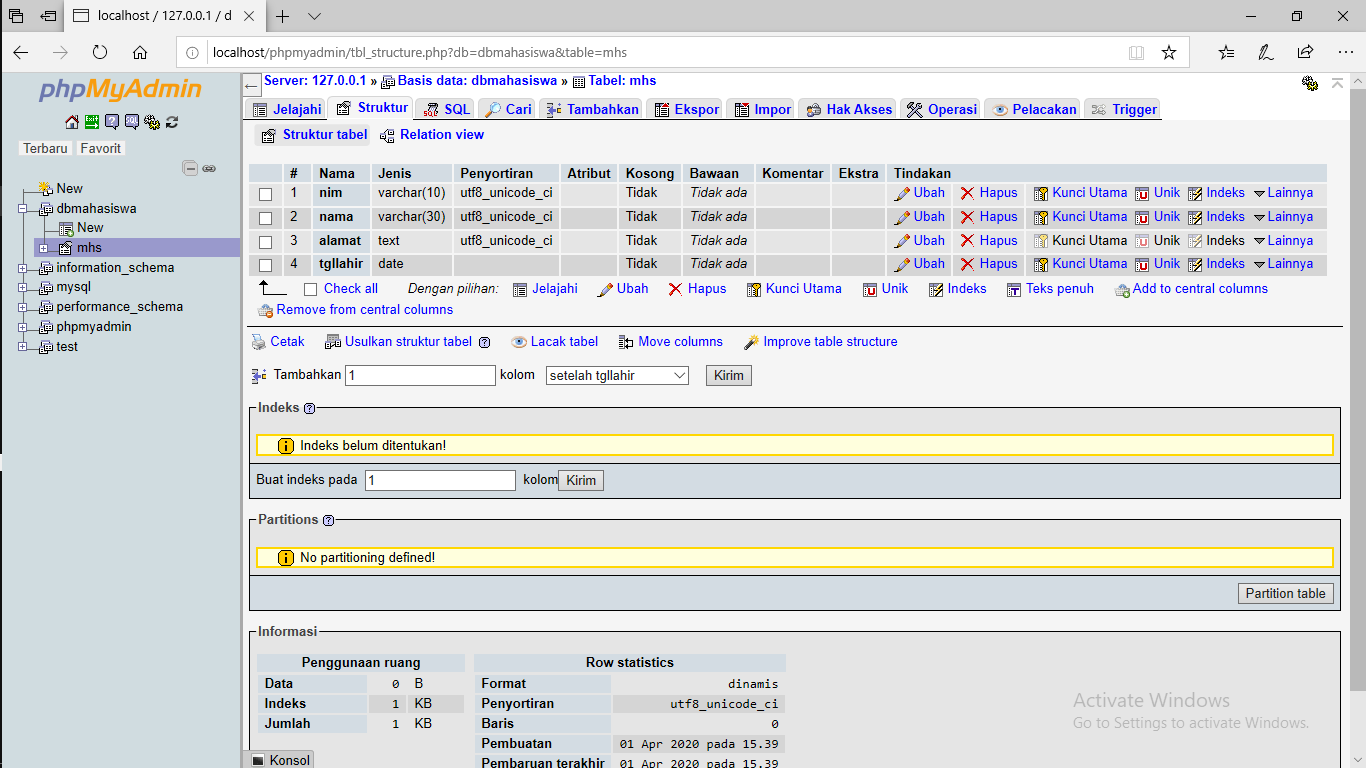 localhost / 127.0.0.1 / d
localhost/phpmyadmin/tbl_structure.php?db=dbmahasiswa&table=mhs
phpMyAdmin
Terbaru Favorit
New
dbmahasiswa
New
mhs
information_schema
mysql
performance_schema
phpmyadmin
test
Server: 127.0.0.1 » Basis data: dbmahasiswa » Tabel: mhs
Jelajahi Struktur SQL Cari Tambahkan Ekspor Impor Hak Akses Operasi Pelacakan Trigger
Struktur tabel Relation view
# Nama Jenis Penyortiran Atribut Kosong Bawaan Komentar Ekstra Tindakan
1 nim varchar(10) utf8_unicode_ci Tidak Tidak ada Ubah Hapus Kunci Utama Unik Indeks Lainnya
2 nama varchar(30) utf8_unicode_ci Tidak Tidak ada Ubah Hapus Kunci Utama Unik Indeks Lainnya
3 alamat text utf8_unicode_ci Tidak Tidak ada Ubah Hapus Kunci Utama Unik Indeks Lainnya
4 tgllahir date Tidak Tidak ada Ubah Hapus Kunci Utama Unik Indeks Lainnya
Check all Dengan pilihan: Jelajahi Ubah Hapus Kunci Utama Unik Indeks Teks penuh Add to central columns
Remove from central columns
Cetak Usulkan struktur tabel Lacak tabel Move columns Improve table structure
Tambahkan 1 kolom setelah tgllahir Kirim
Indeks
Indeks belum ditentukan!
Buat indeks pada 1 kolom Kirim
Partitions
No partitioning defined!
Partition table
Informasi
Penggunaan ruang
Data 0 B
Indeks 1 KB
Jumlah 1 KB
Row statistics
Format dinamis
Penyortiran utf8_unicode_ci
Baris 0
Pembuatan 01 Apr 2020 pada 15.39
Pembaruan terakhir 01 Apr 2020 pada 15.39
Konsol
Activate Windows
Go to Settings to activate Windows.